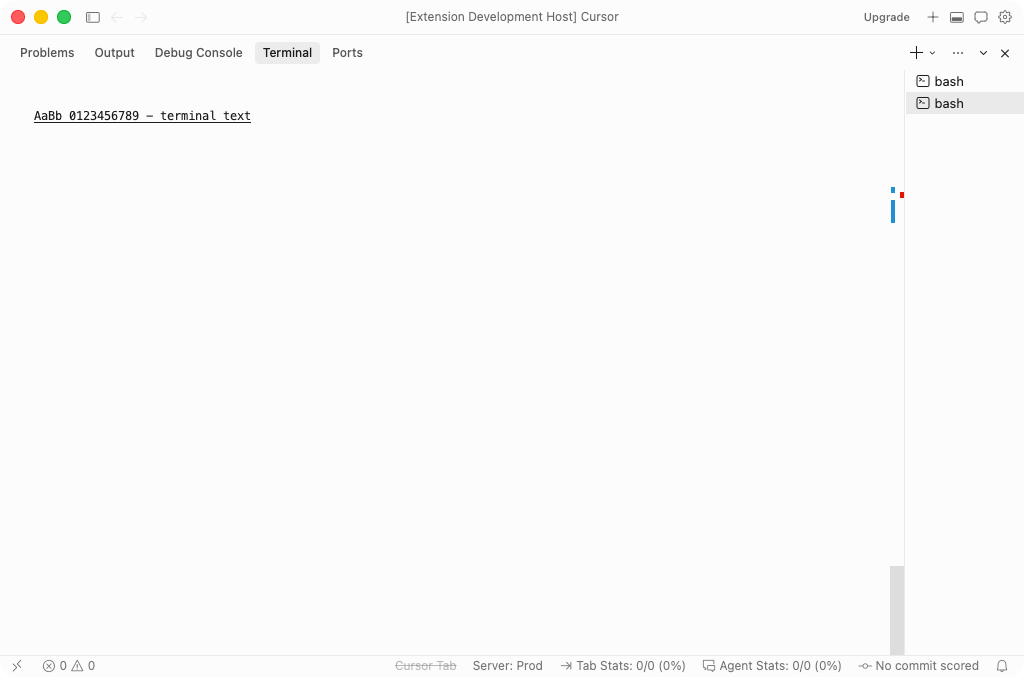 [Extension Development Host] Cursor
Upgrade
Problems Output Debug Console Terminal Ports
bash
bash
AaBb 0123456789 – terminal text
0 0 Cursor Tab Server: Prod Tab Stats: 0/0 (0%) Agent Stats: 0/0 (0%) No commit scored